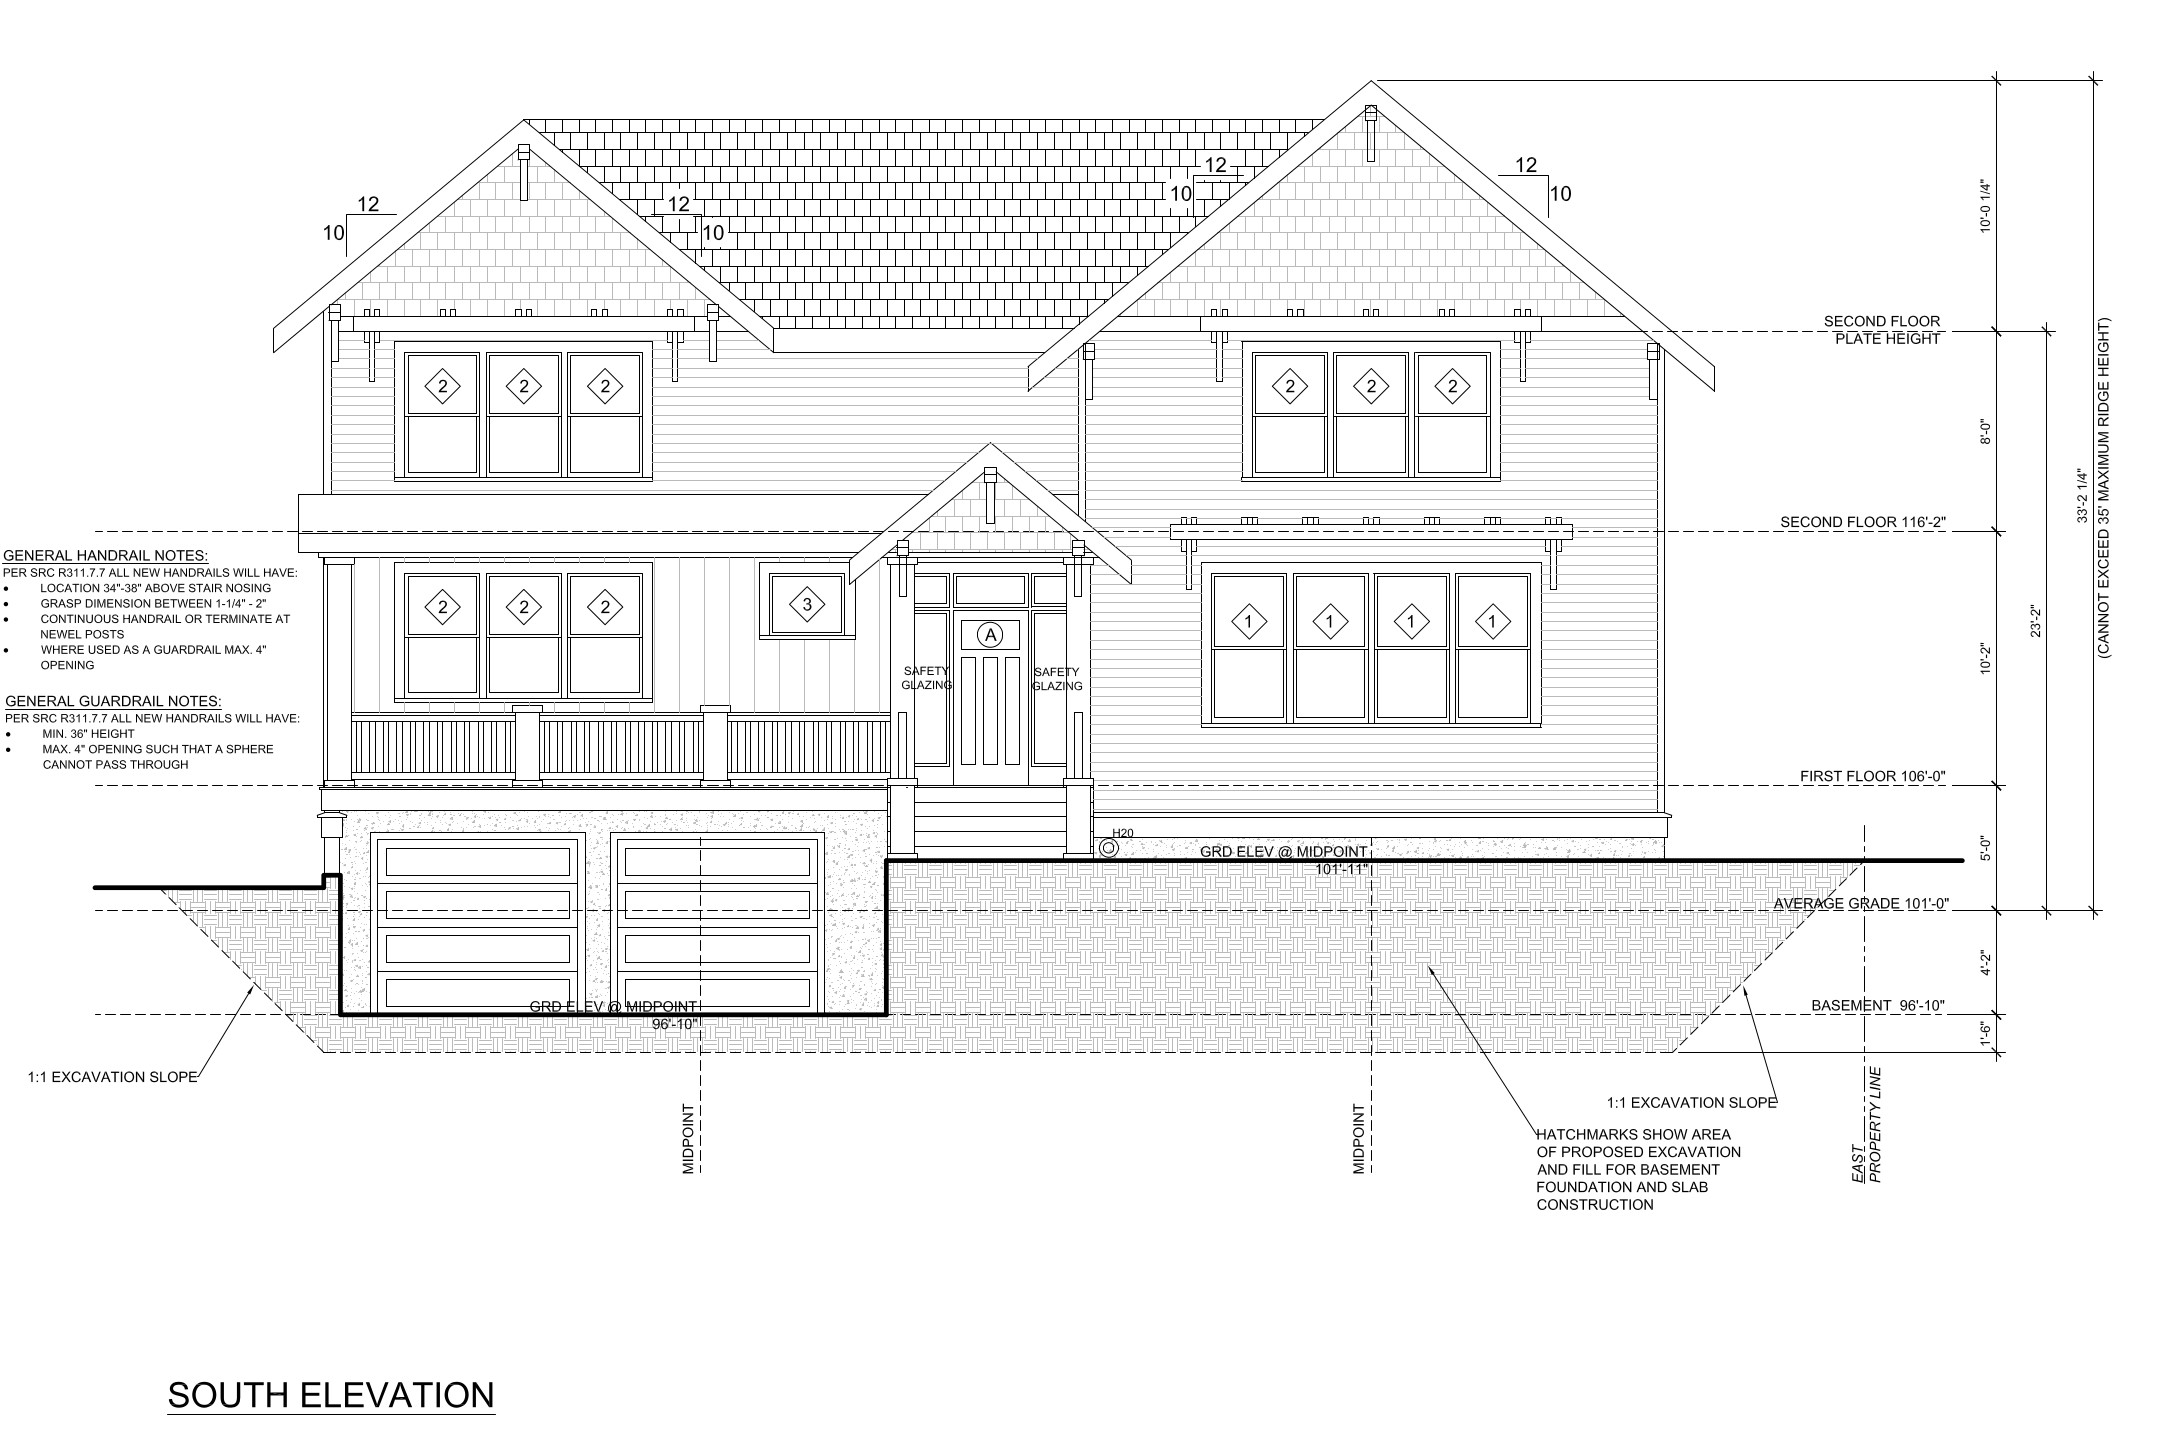 12
10
12
10
12
10
12
10
10'-0 1/4"
SECOND FLOOR
PLATE HEIGHT
2
2
2
2
2
2
8'-0"
33'-2 1/4"
(CANNOT EXCEED 35' MAXIMUM RIDGE HEIGHT)
SECOND FLOOR 116'-2"
GENERAL HANDRAIL NOTES:
PER SRC R311.7.7 ALL NEW HANDRAILS WILL HAVE:
• LOCATION 34"-38" ABOVE STAIR NOSING
• GRASP DIMENSION BETWEEN 1-1/4" - 2"
• CONTINUOUS HANDRAIL OR TERMINATE AT
NEWEL POSTS
• WHERE USED AS A GUARDRAIL MAX. 4"
OPENING
GENERAL GUARDRAIL NOTES:
PER SRC R311.7.7 ALL NEW HANDRAILS WILL HAVE:
• MIN. 36" HEIGHT
• MAX. 4" OPENING SUCH THAT A SPHERE
CANNOT PASS THROUGH
2
2
2
3
A
SAFETY
GLAZING
SAFETY
GLAZING
1
1
1
1
23'-2"
10'-2"
FIRST FLOOR 106'-0"
H20
GRD ELEV @ MIDPOINT
101'-11"
5'-0"
AVERAGE GRADE 101'-0"
4'-2"
GRD ELEV @ MIDPOINT
96'-10"
BASEMENT 96'-10"
1'-6"
1:1 EXCAVATION SLOPE
MIDPOINT
MIDPOINT
1:1 EXCAVATION SLOPE
HATCHMARKS SHOW AREA
OF PROPOSED EXCAVATION
AND FILL FOR BASEMENT
FOUNDATION AND SLAB
CONSTRUCTION
EAST
PROPERTY LINE
SOUTH ELEVATION